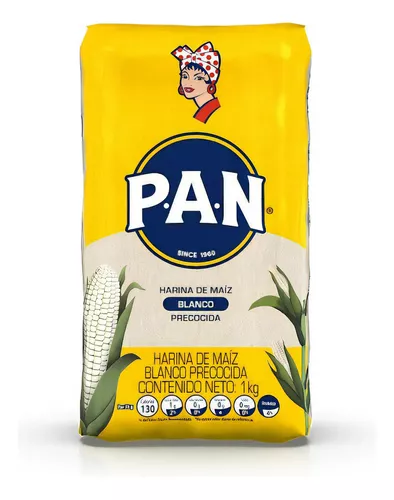 P.A.N
®
SINCE 1960
HARINA DE MAÍZ
BLANCO
PRECOCIDA
HARINA DE MAÍZ
BLANCO PRECOCIDA
CONTENIDO NETO: 1kg
130